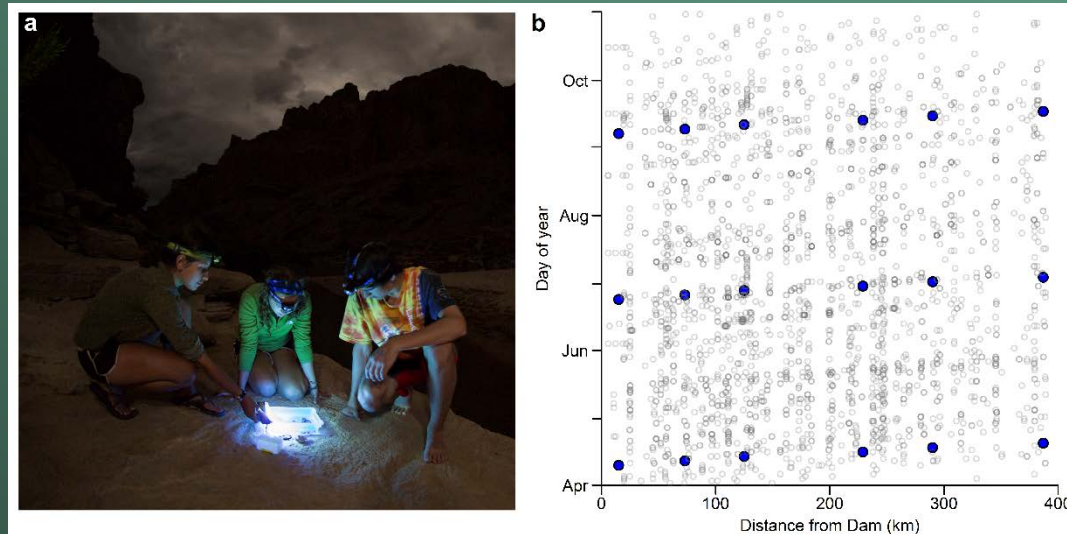 a
b
Oct
Aug
Jun
Apr
Day of year
0 100 200 300 400
Distance from Dam (km)